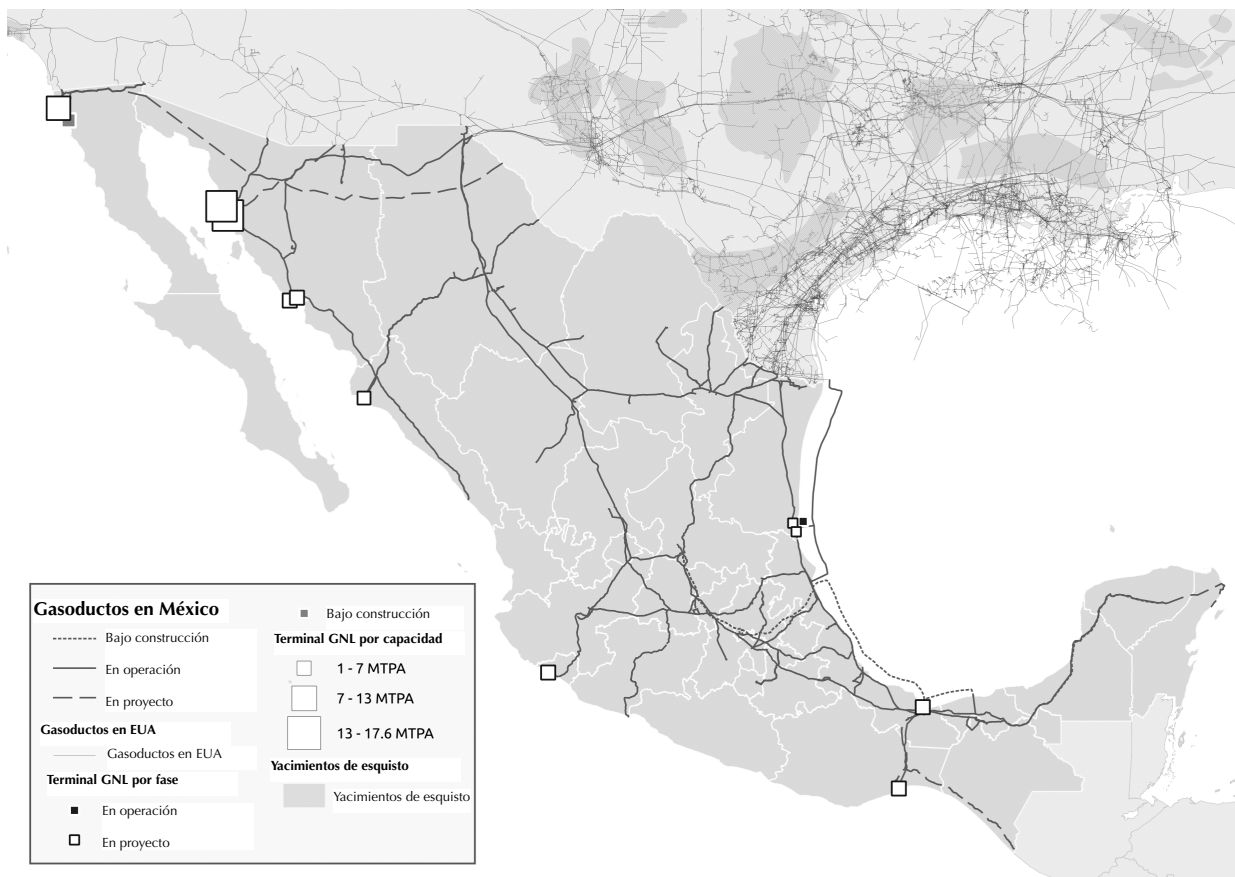 Gasoductos en México
Bajo construcción
En operación
En proyecto
Gasoductos en EUA
Gasoductos en EUA
Terminal GNL por fase
En operación
En proyecto
Bajo construcción
Terminal GNL por capacidad
1 - 7 MTPA
7 - 13 MTPA
13 - 17.6 MTPA
Yacimientos de esquisto
Yacimientos de esquisto